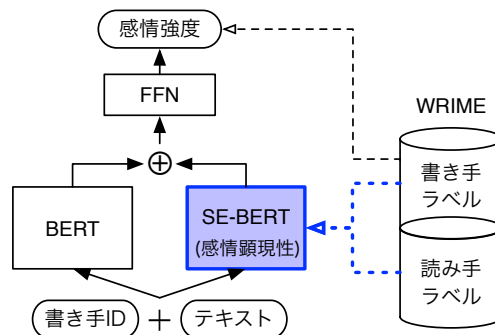 感情強度
FFN
WRIME
⊕
書き手
ラベル
BERT
SE-BERT
(感情顕現性)
読み手
ラベル
書き手ID + テキスト